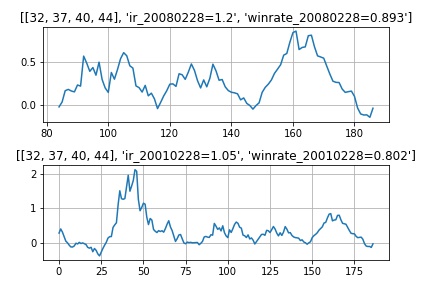 [[32, 37, 40, 44], 'ir_20080228=1.2', 'winrate_20080228=0.893']
0.5
0.0
80 100 120 140 160 180
[[32, 37, 40, 44], 'ir_20010228=1.05', 'winrate_20010228=0.802']
2
1
0
0 25 50 75 100 125 150 175